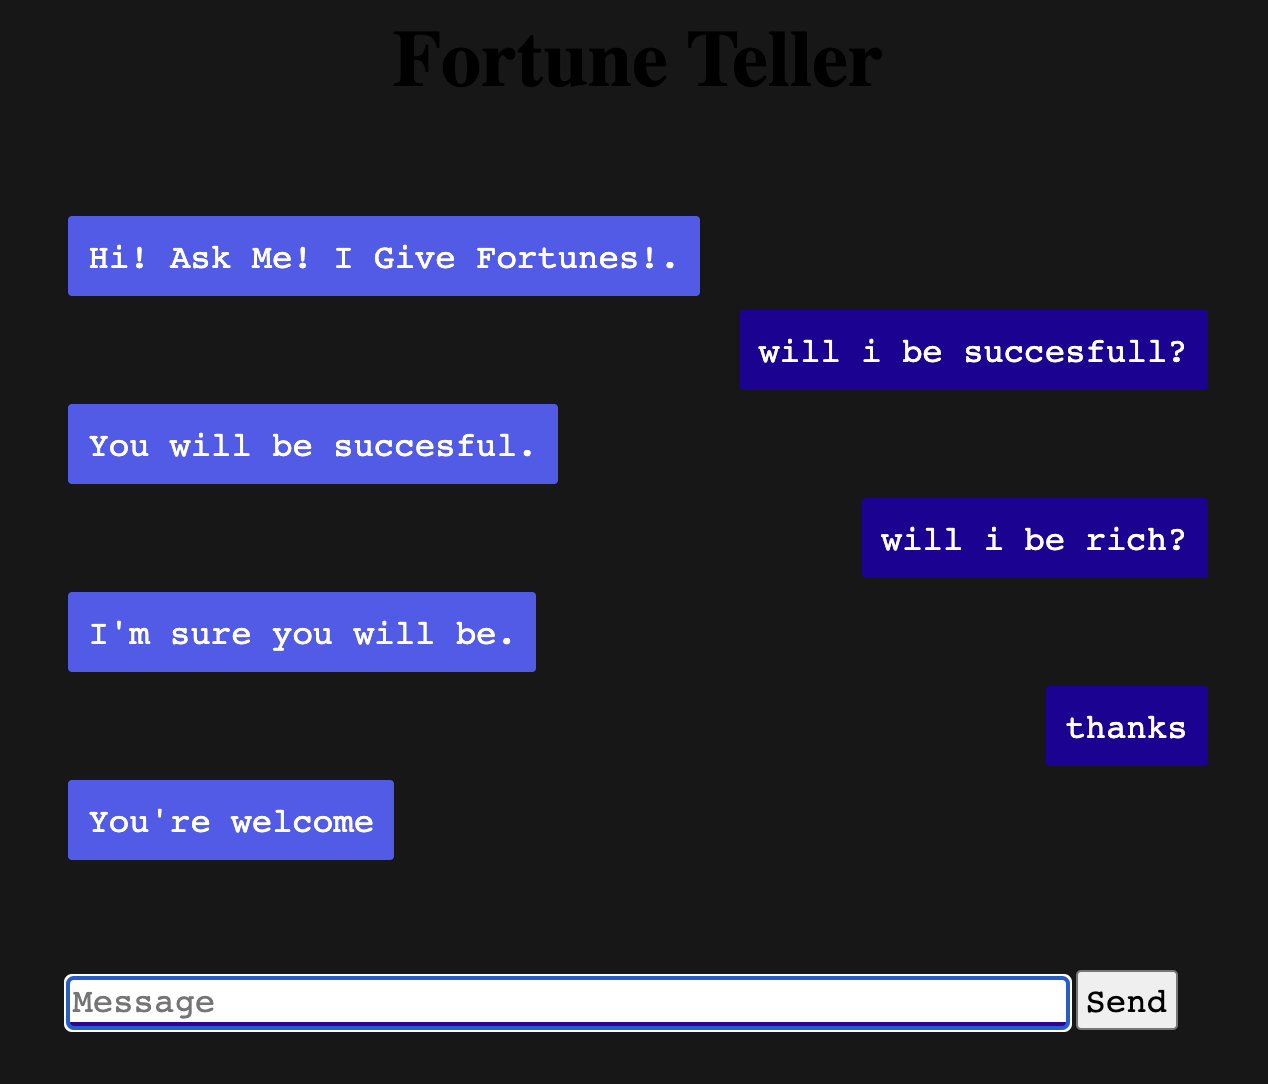 Fortune Teller
Hi! Ask Me! I Give Fortunes!.
will i be succesfull?
You will be succesful.
will i be rich?
I'm sure you will be.
thanks
You're welcome
Message
Send